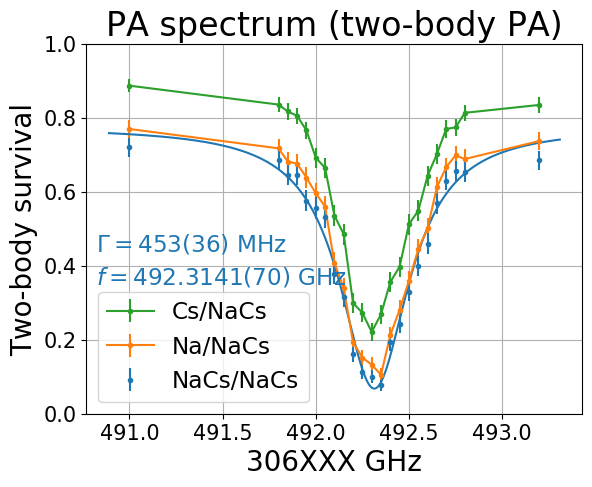 PA spectrum (two-body PA)
1.0
0.8
0.6
0.4
0.2
0.0
Two-body survival
Γ = 453(36) MHz
f = 492.3141(70) GHz
Cs/NaCs
Na/NaCs
NaCs/NaCs
491.0 491.5 492.0 492.5 493.0
306XXX GHz